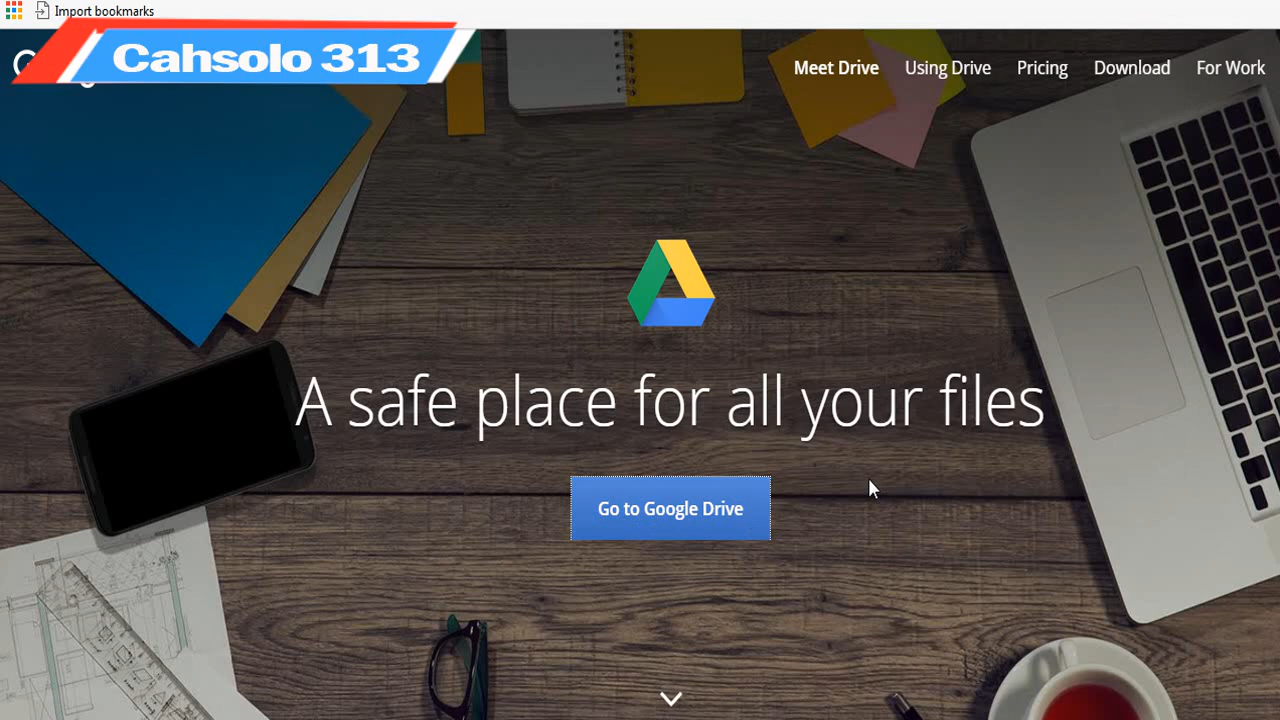 Import bookmarks
Cahsolo 313
Meet Drive Using Drive Pricing Download For Work
A safe place for all your files
Go to Google Drive